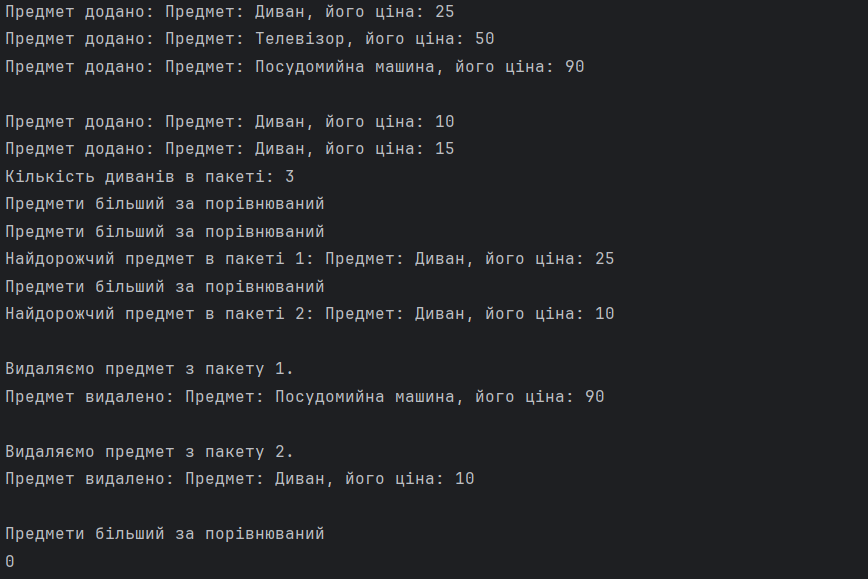 Предмет додано: Предмет: Диван, його ціна: 25
Предмет додано: Предмет: Телевізор, його ціна: 50
Предмет додано: Предмет: Посудомийна машина, його ціна: 90
Предмет додано: Предмет: Диван, його ціна: 10
Предмет додано: Предмет: Диван, його ціна: 15
Кількість диванів в пакеті: 3
Предмети більший за порівнюваний
Предмети більший за порівнюваний
Найдорожчий предмет в пакеті 1: Предмет: Диван, його ціна: 25
Предмети більший за порівнюваний
Найдорожчий предмет в пакеті 2: Предмет: Диван, його ціна: 10
Видаляємо предмет з пакету 1.
Предмет видалено: Предмет: Посудомийна машина, його ціна: 90
Видаляємо предмет з пакету 2.
Предмет видалено: Предмет: Диван, його ціна: 10
Предмети більший за порівнюваний
0